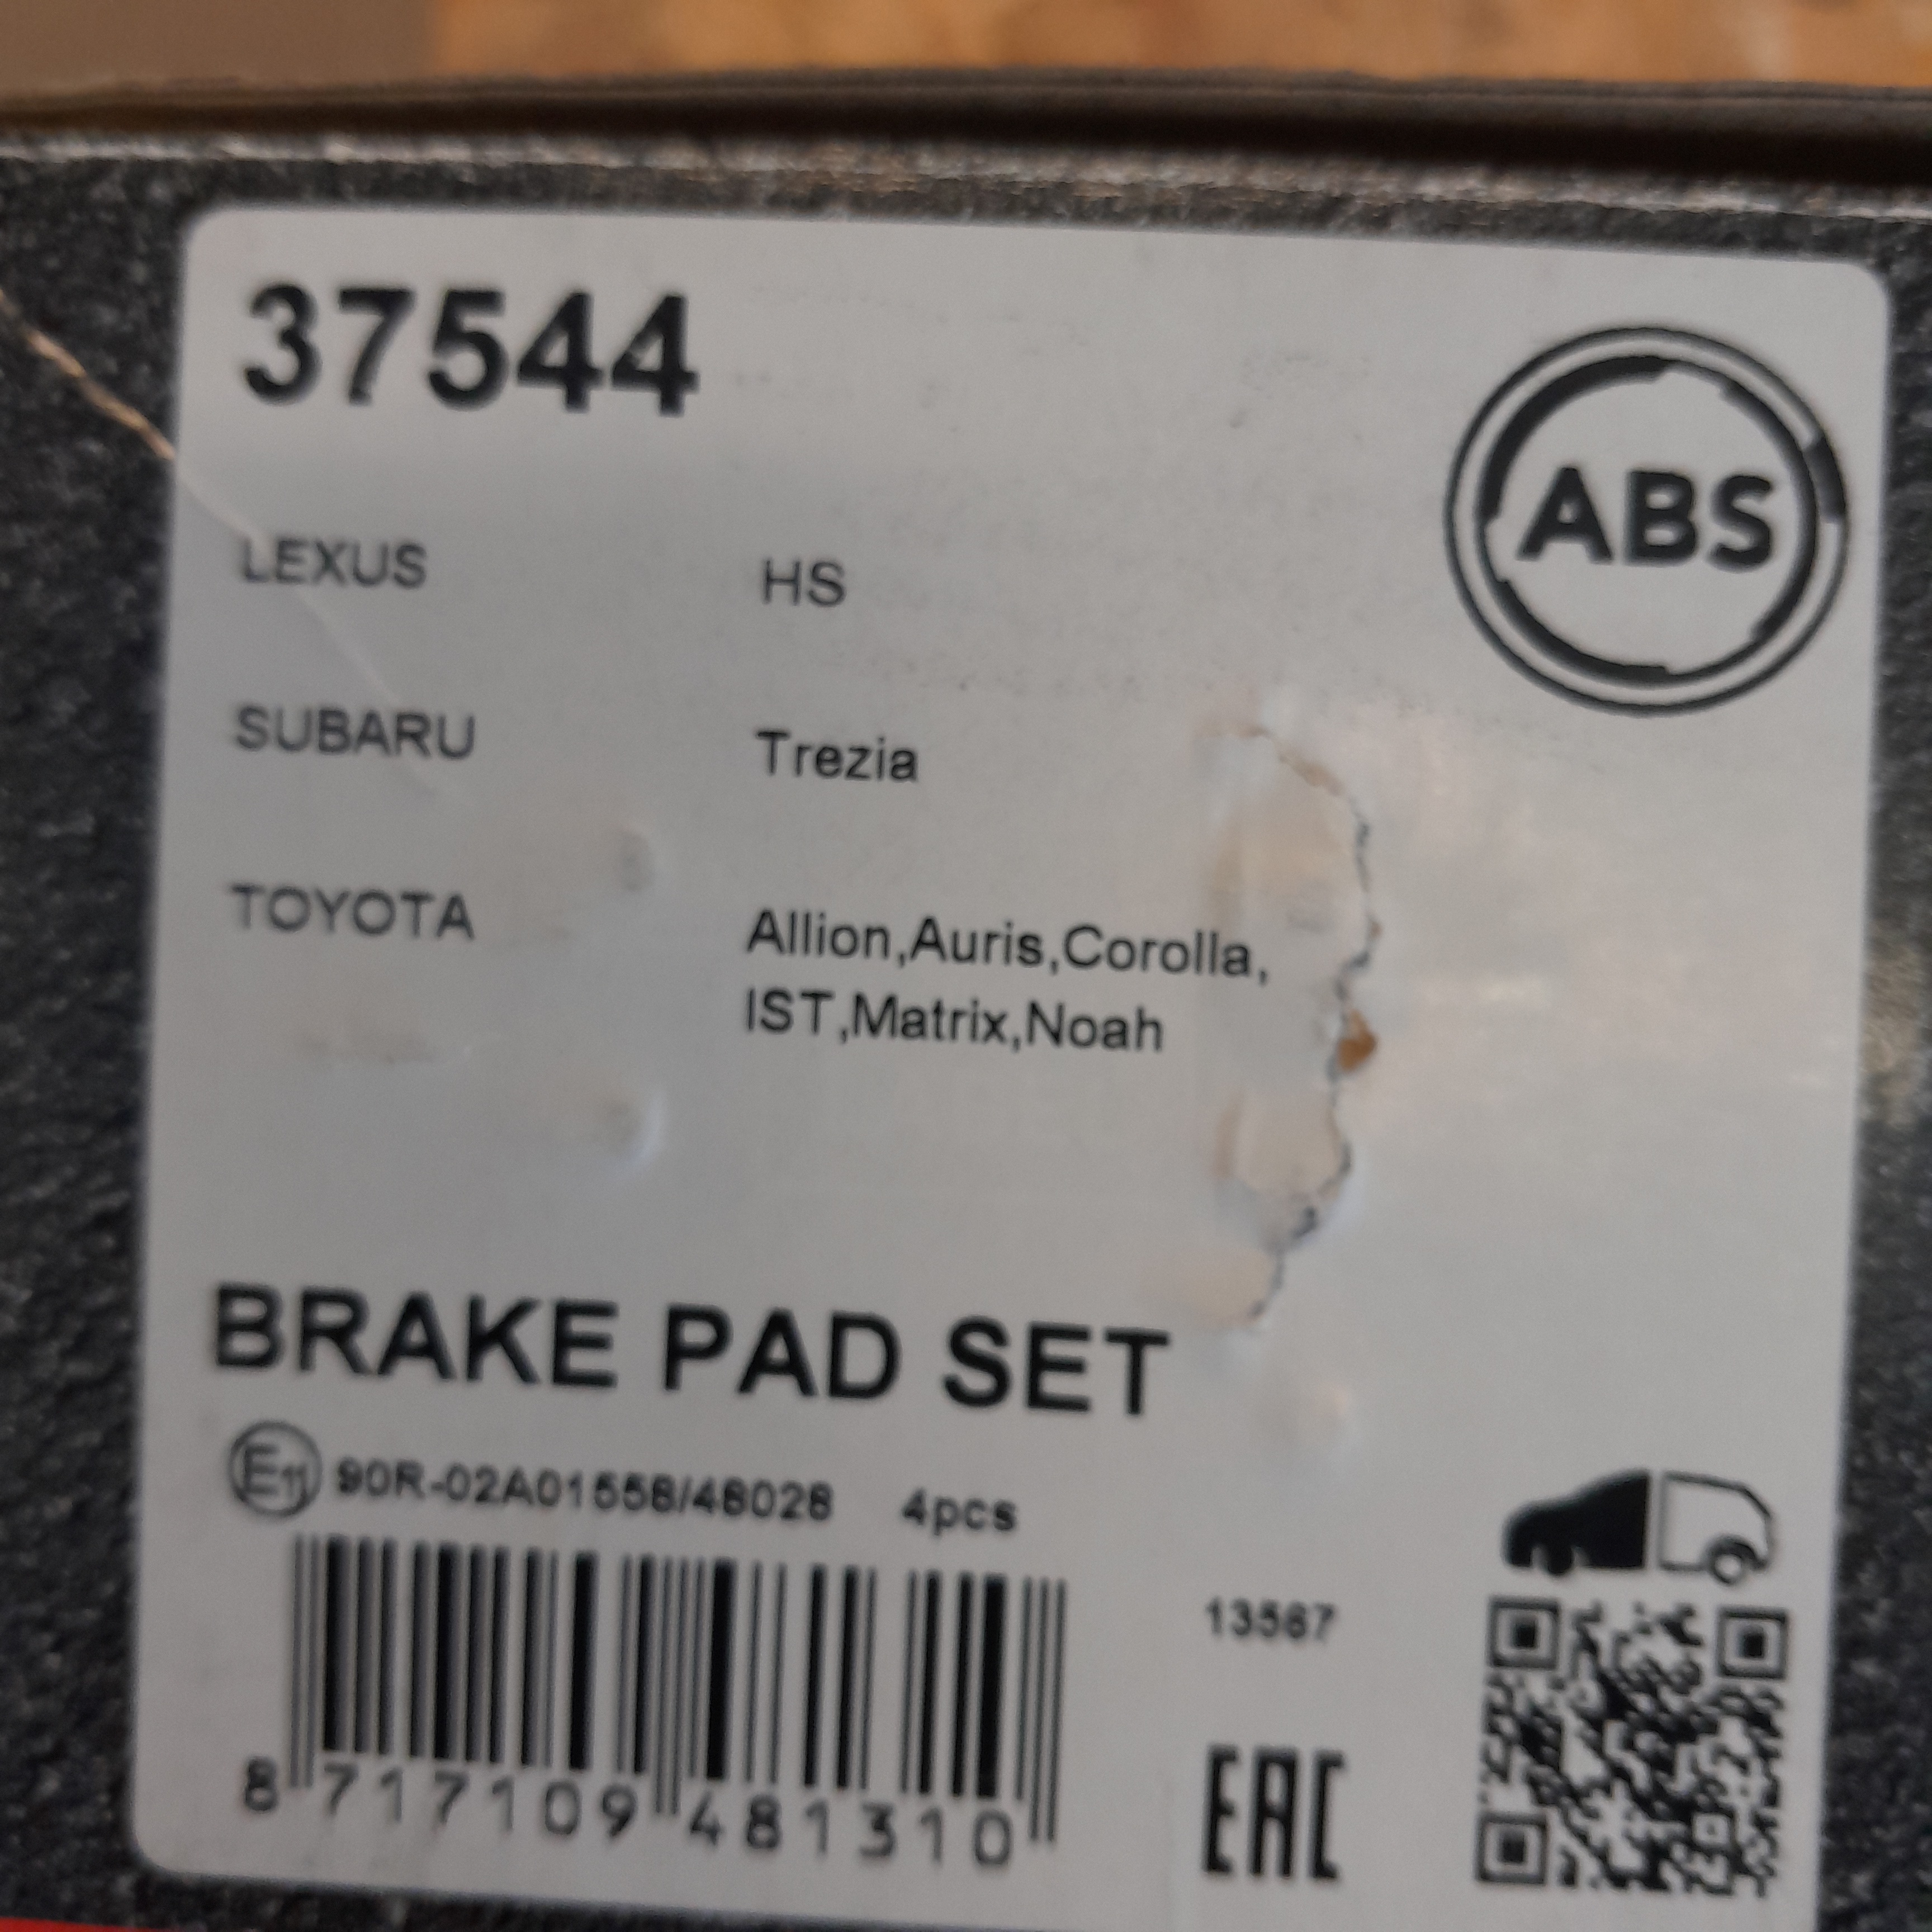 37544
ABS
LEXUS HS
SUBARU Trezia
TOYOTA Allion,Auris,Corolla,
IST,Matrix,Noah
BRAKE PAD SET
E11 90R-02A01558/48028 4pcs
13567
8 717109 481310
EAC